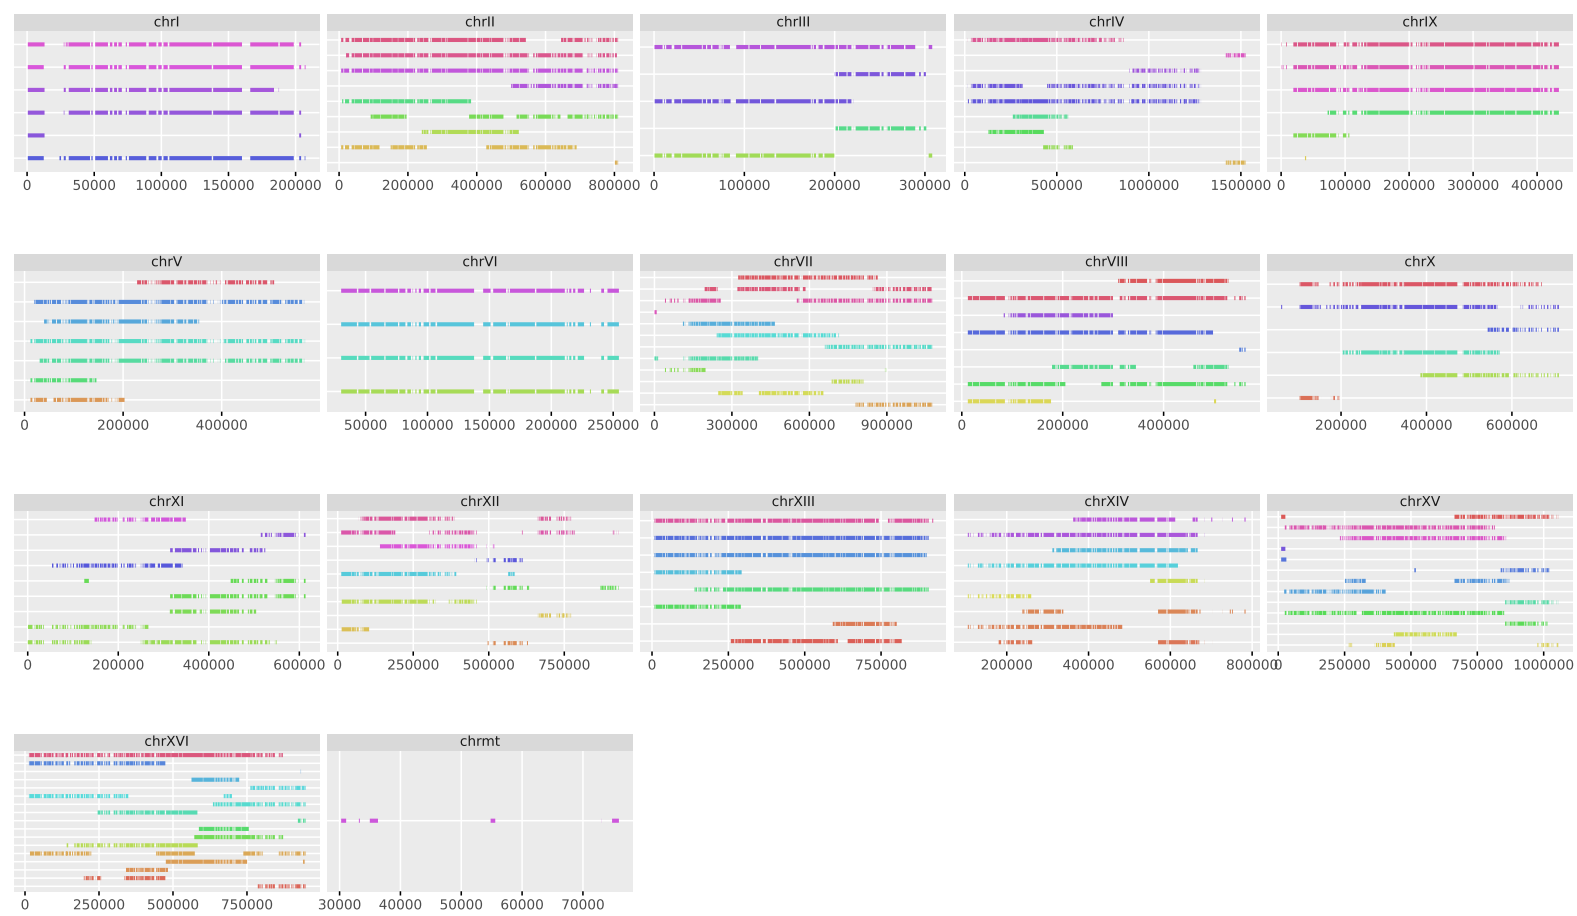 chrI chrII chrIII chrIV chrIX
0 50000 100000 150000 200000 0 200000 400000 600000 800000 0 100000 200000 300000 0 500000 1000000 1500000 0 100000 200000 300000 400000
chrV chrVI chrVII chrVIII chrX
0 200000 400000 50000 100000 150000 200000 250000 0 300000 600000 900000 0 200000 400000 200000 400000 600000
chrXI chrXII chrXIII chrXIV chrXV
0 200000 400000 600000 0 250000 500000 750000 0 250000 500000 750000 200000 400000 600000 800000 0 250000 500000 750000 1000000
chrXVI chrmt
0 250000 500000 750000 30000 40000 50000 60000 70000